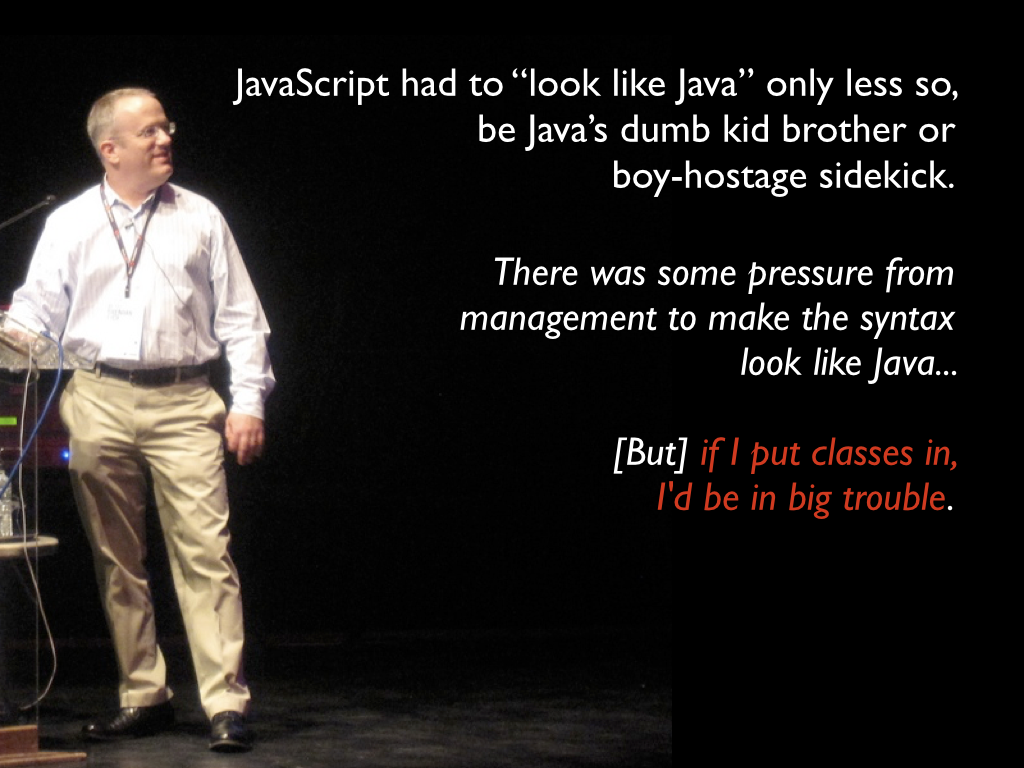 JavaScript had to “look like Java” only less so,
be Java’s dumb kid brother or
boy-hostage sidekick.
There was some pressure from
management to make the syntax
look like Java...
[But] if I put classes in,
I'd be in big trouble.